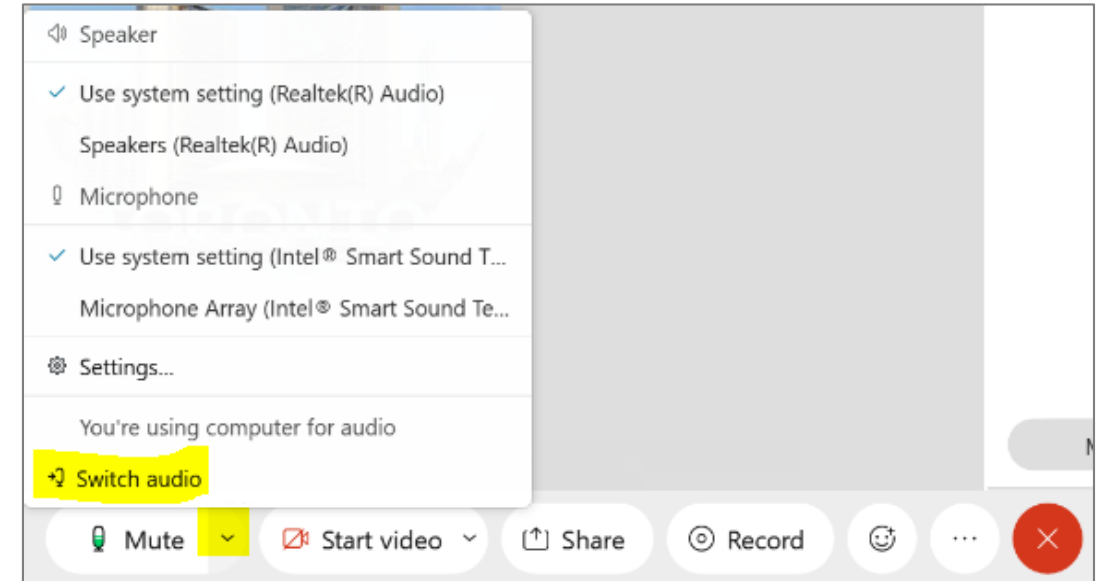 Speaker
Use system setting (Realtek(R) Audio)
Speakers (Realtek(R) Audio)
Microphone
Use system setting (Intel® Smart Sound T...
Microphone Array (Intel® Smart Sound Te...
Settings...
You're using computer for audio
Switch audio
Mute Start video Share Record